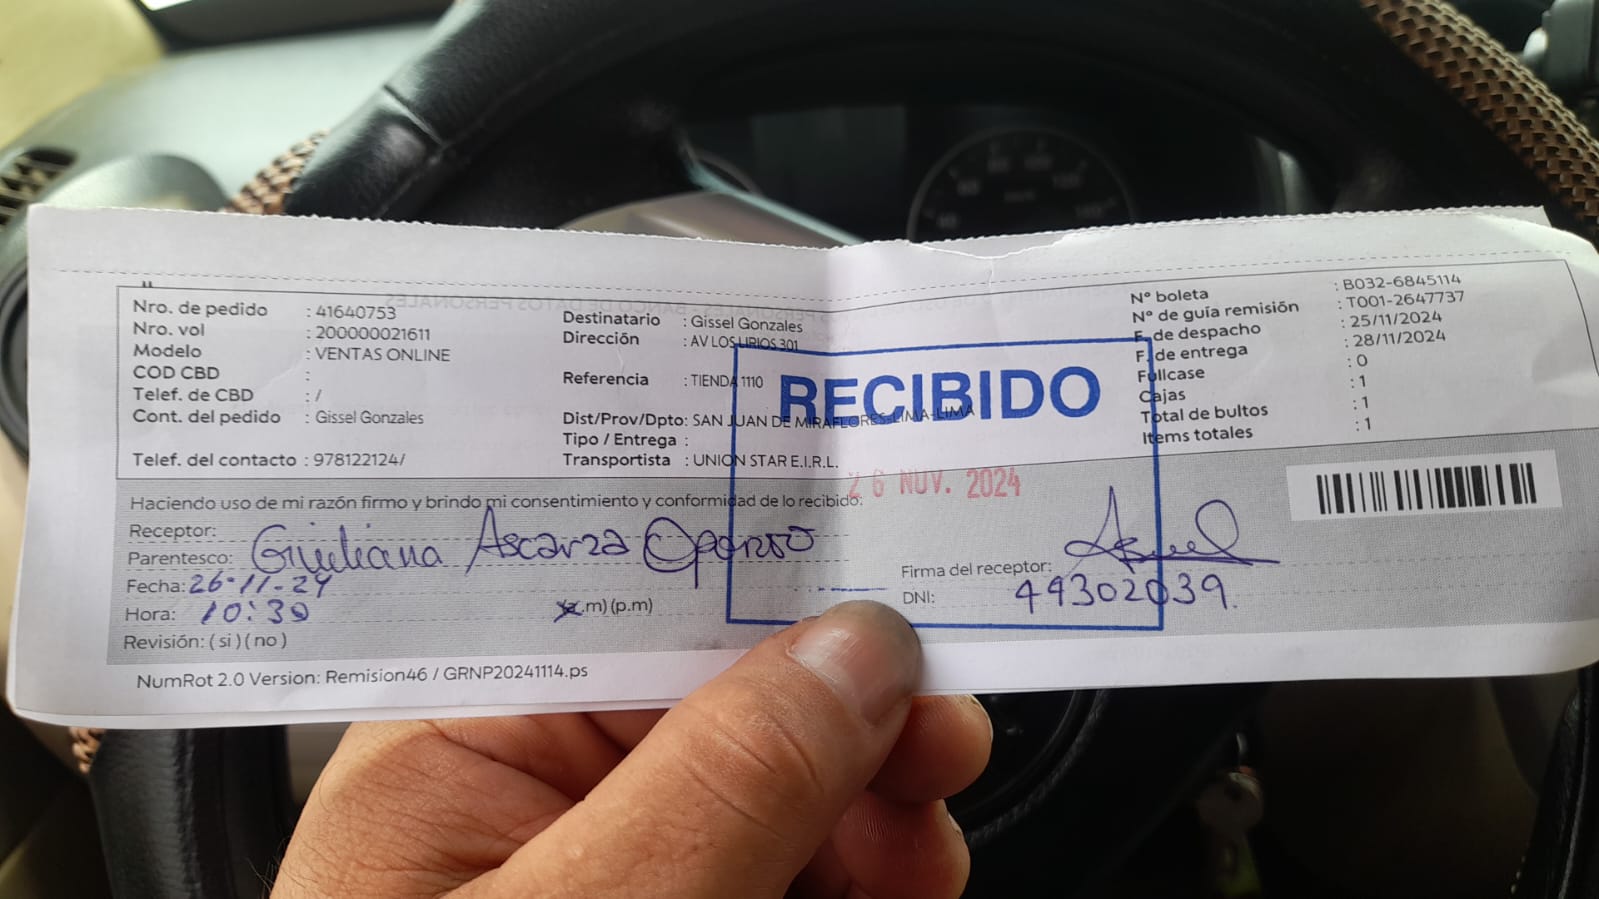 Nro. de pedido : 41640753
Nro. vol : 200000021611
Modelo : VENTAS ONLINE
COD CBD :
Telef. de CBD : /
Cont. del pedido : Gissel Gonzales
Telef. del contacto : 978122124/
Destinatario : Gissel Gonzales
Dirección : AV LOS LIRIOS 301
Referencia : TIENDA 1110
Dist/Prov/Dpto: SAN JUAN DE MIRAFLORES-LIMA-LIMA
Tipo / Entrega :
Transportista : UNION STAR E.I.R.L.
N° boleta : B032-6845114
N° de guía remisión : T001-2647737
F. de despacho : 25/11/2024
F. de entrega : 28/11/2024
Fullcase : 0
Cajas : 1
Total de bultos : 1
Items totales : 1
RECIBIDO
26 NOV. 2024
Haciendo uso de mi razón firmo y brindo mi consentimiento y conformidad de lo recibido.
Receptor:
Parentesco: Giuliana Ascarza Oporto
Fecha: 26-11-24
Hora: 10:30 (a.m) (p.m)
Revisión: ( si ) ( no )
Firma del receptor:
DNI: 44302039.
NumRot 2.0 Version: Remision46 / GRNP20241114.ps